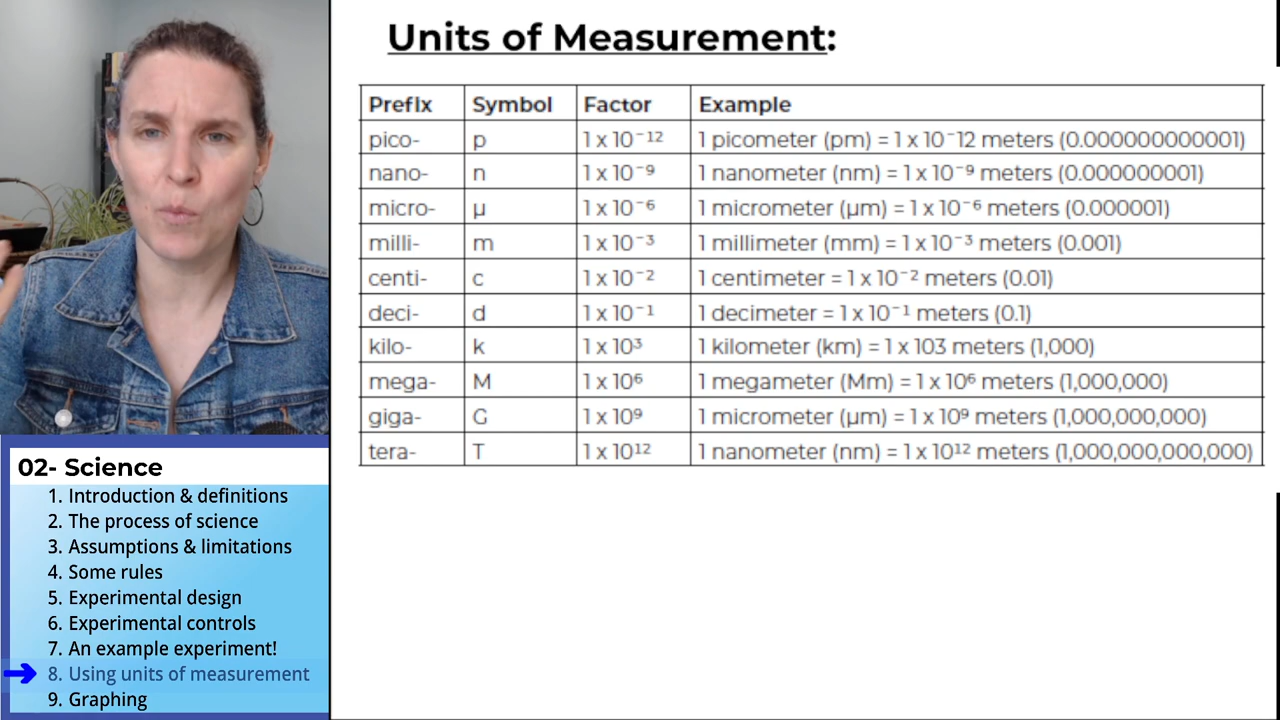 Units of Measurement:
Prefix Symbol Factor Example
pico- p 1 x 10⁻¹² 1 picometer (pm) = 1 x 10⁻12 meters (0.000000000001)
nano- n 1 x 10⁻⁹ 1 nanometer (nm) = 1 x 10⁻⁹ meters (0.000000001)
micro- µ 1 x 10⁻⁶ 1 micrometer (µm) = 1 x 10⁻⁶ meters (0.000001)
milli- m 1 x 10⁻³ 1 millimeter (mm) = 1 x 10⁻³ meters (0.001)
centi- c 1 x 10⁻² 1 centimeter = 1 x 10⁻² meters (0.01)
deci- d 1 x 10⁻¹ 1 decimeter = 1 x 10⁻¹ meters (0.1)
kilo- k 1 x 10³ 1 kilometer (km) = 1 x 103 meters (1,000)
mega- M 1 x 10⁶ 1 megameter (Mm) = 1 x 10⁶ meters (1,000,000)
giga- G 1 x 10⁹ 1 micrometer (µm) = 1 x 10⁹ meters (1,000,000,000)
tera- T 1 x 10¹² 1 nanometer (nm) = 1 x 10¹² meters (1,000,000,000,000)
02- Science
1. Introduction & definitions
2. The process of science
3. Assumptions & limitations
4. Some rules
5. Experimental design
6. Experimental controls
7. An example experiment!
8. Using units of measurement
9. Graphing